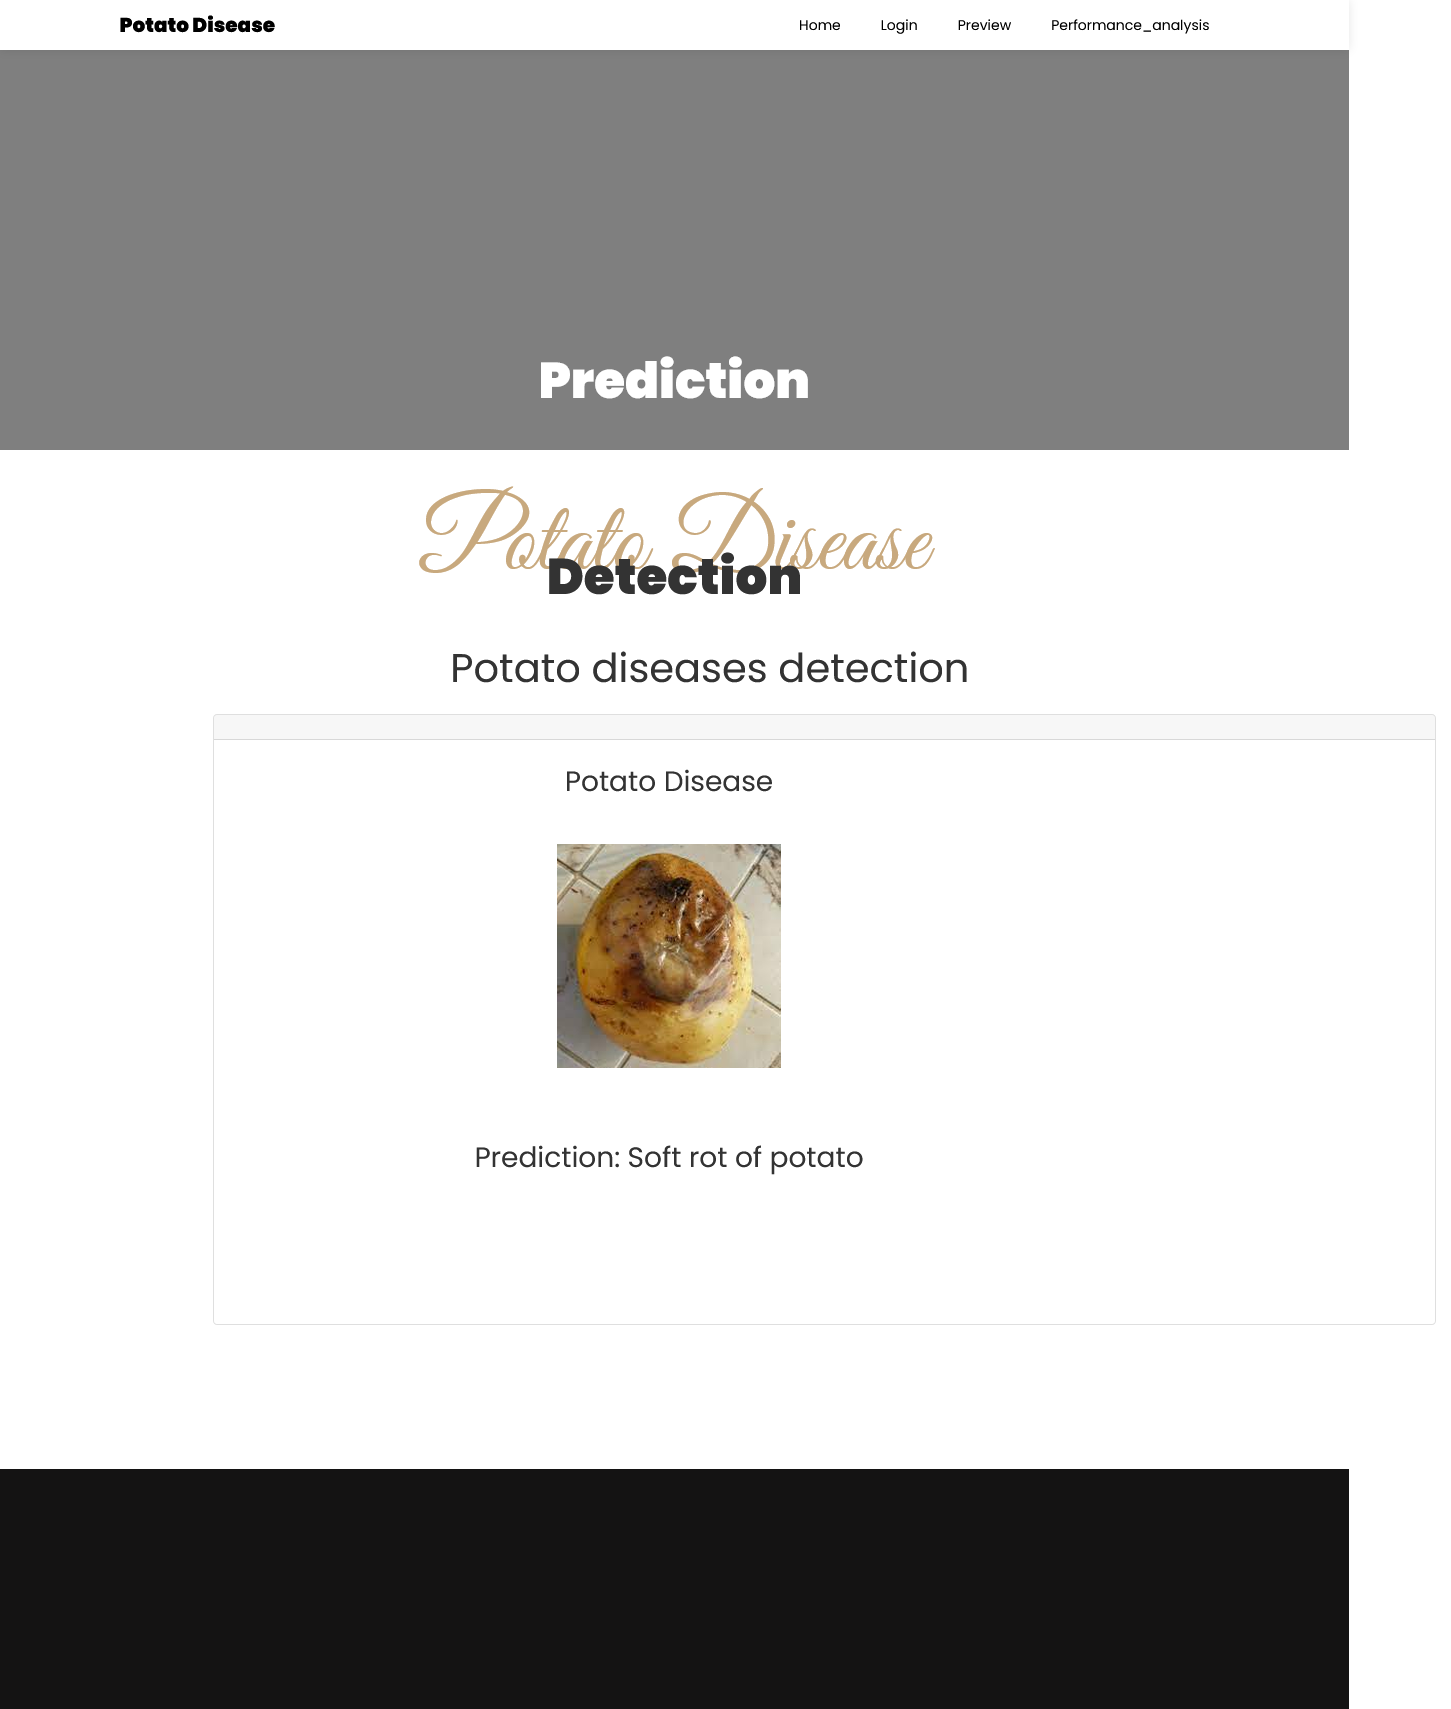 Potato Disease Home Login Preview Performance_analysis
Prediction
Potato Disease
Detection
Potato diseases detection
Potato Disease
Prediction: Soft rot of potato